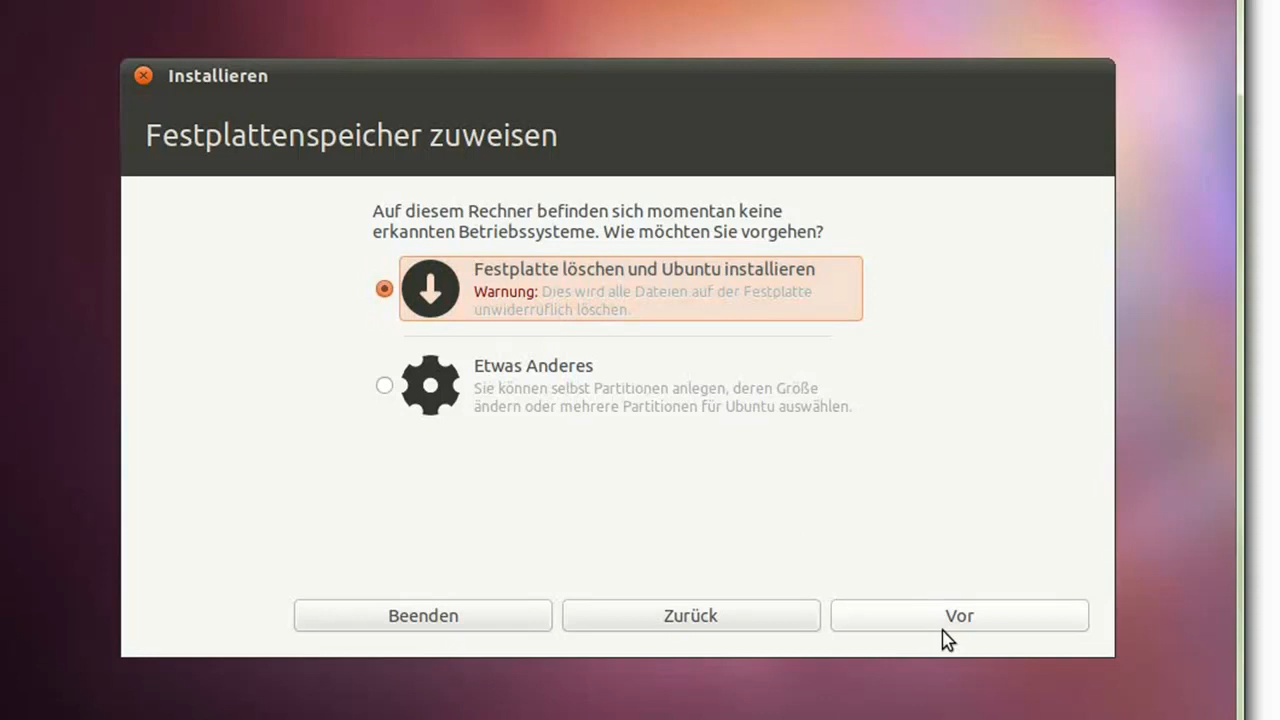 Installieren
Festplattenspeicher zuweisen
Auf diesem Rechner befinden sich momentan keine
erkannten Betriebssysteme. Wie möchten Sie vorgehen?
Festplatte löschen und Ubuntu installieren
Warnung: Dies wird alle Dateien auf der Festplatte
unwiderruflich löschen.
Etwas Anderes
Sie können selbst Partitionen anlegen, deren Größe
ändern oder mehrere Partitionen für Ubuntu auswählen.
Beenden
Zurück
Vor